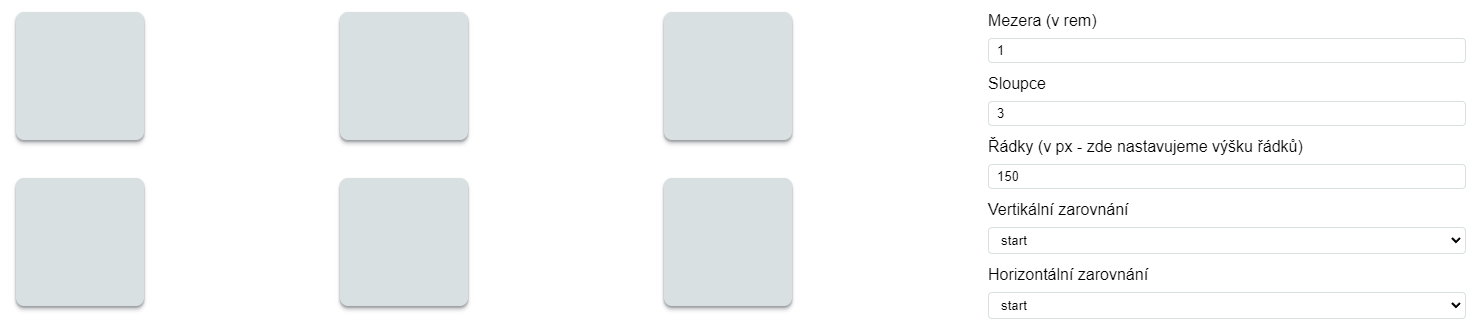 Mezera (v rem)
1
Sloupce
3
Řádky (v px - zde nastavujeme výšku řádků)
150
Vertikální zarovnání
start
Horizontální zarovnání
start